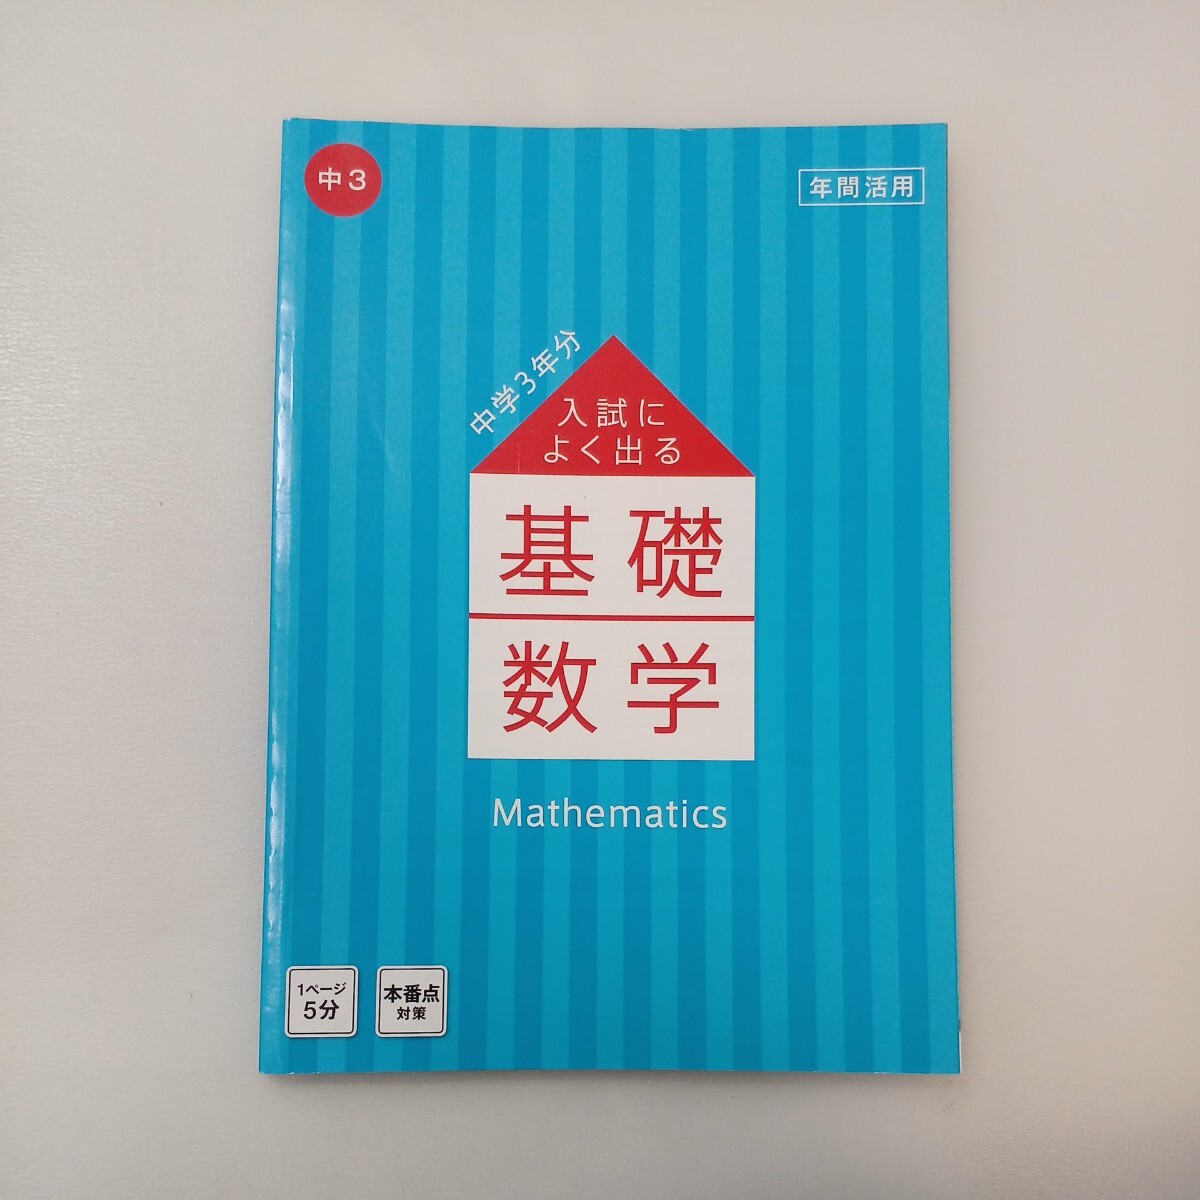 中3
年間活用
中学3年分
入試に
よく出る
基礎
数学
Mathematics
1ページ
5分
本番点
対策